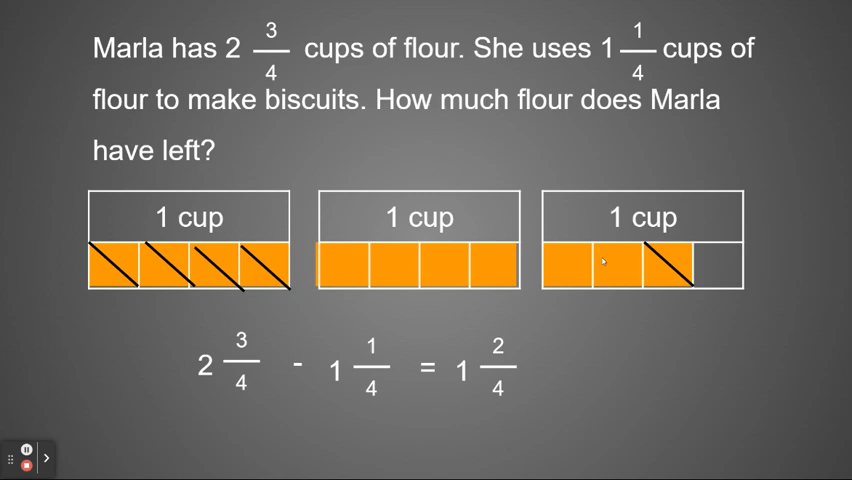 Marla has 2 3/4 cups of flour. She uses 1 1/4 cups of
flour to make biscuits. How much flour does Marla
have left?
1 cup 1 cup 1 cup
2 3/4 - 1 1/4 = 1 2/4